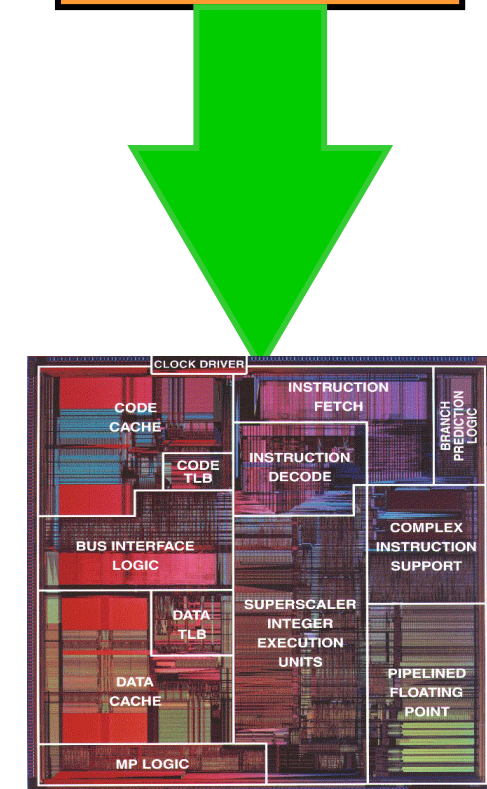 CLOCK DRIVER
CODE
CACHE
INSTRUCTION
FETCH
BRANCH
PREDICTION
LOGIC
CODE
TLB
INSTRUCTION
DECODE
BUS INTERFACE
LOGIC
COMPLEX
INSTRUCTION
SUPPORT
DATA
TLB
SUPERSCALER
INTEGER
EXECUTION
UNITS
DATA
CACHE
PIPELINED
FLOATING
POINT
MP LOGIC